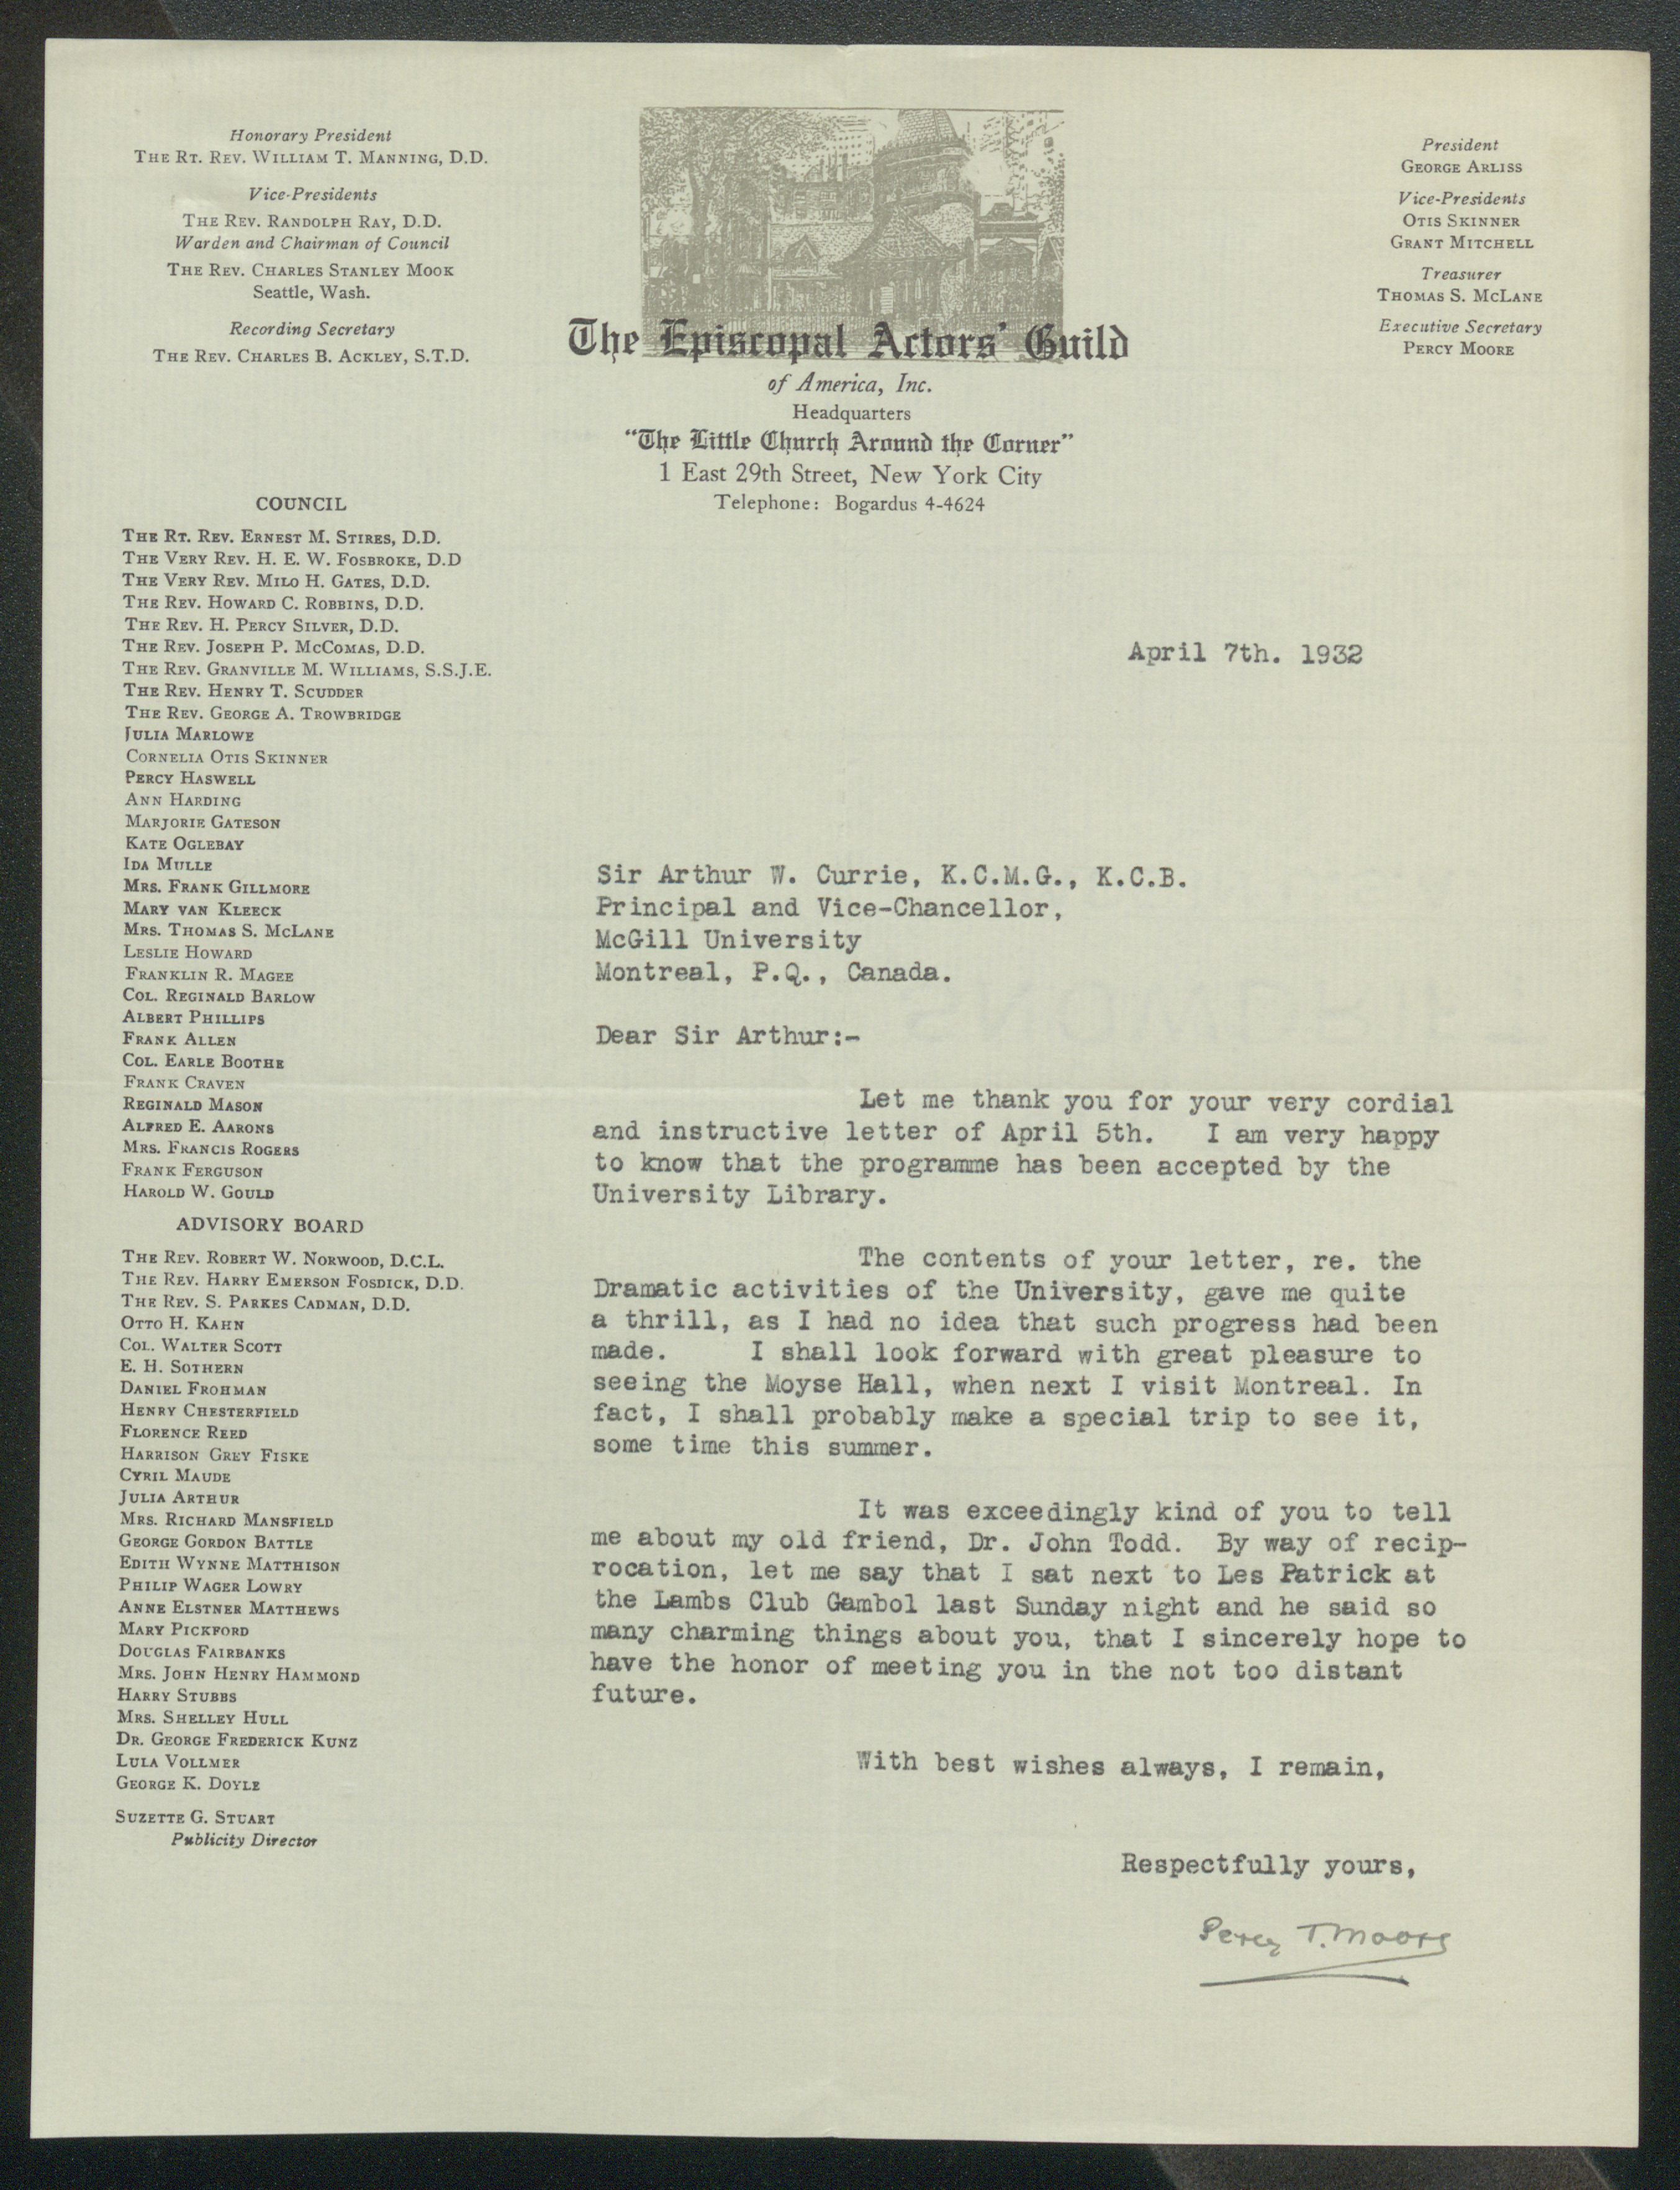 Honorary President
THE RT. REV. WILLIAM T. MANNING, D.D.
Vice-Presidents
THE REV. RANDOLPH RAY, D.D.
Warden and Chairman of Council
THE REV. CHARLES STANLEY MOOK
Seattle, Wash.
Recording Secretary
THE REV. CHARLES B. ACKLEY, S.T.D.
President
GEORGE ARLISS
Vice-Presidents
OTIS SKINNER
GRANT MITCHELL
Treasurer
THOMAS S. MCLANE
Executive Secretary
PERCY MOORE
The Episcopal Actors' Guild
of America, Inc.
Headquarters
"The Little Church Around the Corner"
1 East 29th Street, New York City
Telephone: Bogardus 4-4624
COUNCIL
THE RT. REV. ERNEST M. STIRES, D.D.
THE VERY REV. H. E. W. FOSBROKE, D.D
THE VERY REV. MILO H. GATES, D.D.
THE REV. HOWARD C. ROBBINS, D.D.
THE REV. H. PERCY SILVER, D.D.
THE REV. JOSEPH P. MCCOMAS, D.D.
THE REV. GRANVILLE M. WILLIAMS, S.S.J.E.
THE REV. HENRY T. SCUDDER
THE REV. GEORGE A. TROWBRIDGE
JULIA MARLOWE
CORNELIA OTIS SKINNER
PERCY HASWELL
ANN HARDING
MARJORIE GATESON
KATE OGLEBAY
IDA MULLE
MRS. FRANK GILLMORE
MARY VAN KLEECK
MRS. THOMAS S. MCLANE
LESLIE HOWARD
FRANKLIN R. MAGEE
COL. REGINALD BARLOW
ALBERT PHILLIPS
FRANK ALLEN
COL. EARLE BOOTHE
FRANK CRAVEN
REGINALD MASON
ALFRED E. AARONS
MRS. FRANCIS ROGERS
FRANK FERGUSON
HAROLD W. GOULD
ADVISORY BOARD
THE REV. ROBERT W. NORWOOD, D.C.L.
THE REV. HARRY EMERSON FOSDICK, D.D.
THE REV. S. PARKES CADMAN, D.D.
OTTO H. KAHN
COL. WALTER SCOTT
E. H. SOTHERN
DANIEL FROHMAN
HENRY CHESTERFIELD
FLORENCE REED
HARRISON GREY FISKE
CYRIL MAUDE
JULIA ARTHUR
MRS. RICHARD MANSFIELD
GEORGE GORDON BATTLE
EDITH WYNNE MATTHISON
PHILIP WAGER LOWRY
ANNE ELSTNER MATTHEWS
MARY PICKFORD
DOUGLAS FAIRBANKS
MRS. JOHN HENRY HAMMOND
HARRY STUBBS
MRS. SHELLEY HULL
DR. GEORGE FREDERICK KUNZ
LULA VOLLMER
GEORGE K. DOYLE
SUZETTE G. STUART
Publicity Director
April 7th. 1932
Sir Arthur W. Currie, K.C.M.G., K.C.B.
Principal and Vice-Chancellor,
McGill University
Montreal, P.Q., Canada.
Dear Sir Arthur:-
Let me thank you for your very cordial
and instructive letter of April 5th. I am very happy
to know that the programme has been accepted by the
University Library.
The contents of your letter, re. the
Dramatic activities of the University, gave me quite
a thrill, as I had no idea that such progress had been
made. I shall look forward with great pleasure to
seeing the Moyse Hall, when next I visit Montreal. In
fact, I shall probably make a special trip to see it,
some time this summer.
It was exceedingly kind of you to tell
me about my old friend, Dr. John Todd. By way of recip-
rocation, let me say that I sat next to Les Patrick at
the Lambs Club Gambol last Sunday night and he said so
many charming things about you, that I sincerely hope to
have the honor of meeting you in the not too distant
future.
With best wishes always, I remain,
Respectfully yours,
Percy T. Moore